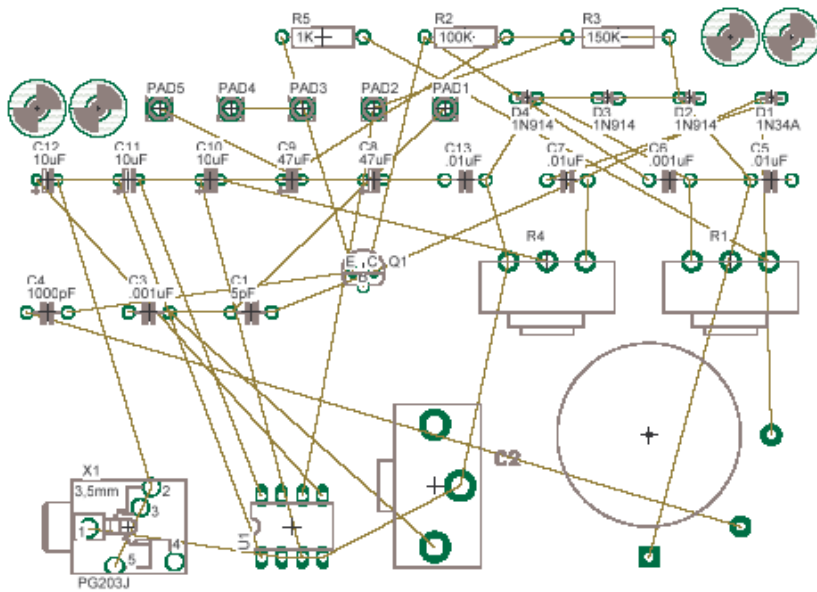 R5
1K
R2
100K
R3
150K
PAD5
PAD4
PAD3
PAD2
PAD1
D4
1N914
D3
1N914
D2
1N914
D1
1N34A
C12
10uF
C11
10uF
C10
10uF
C9
47uF
C8
47uF
C13
.01uF
C7
.01uF
C6
.001uF
C5
.01uF
E
C
B
Q1
R4
R1
C4
1000pF
C3
.001uF
C1
5pF
C2
X1
3,5mm
2
3
1
4
5
PG203J
U1